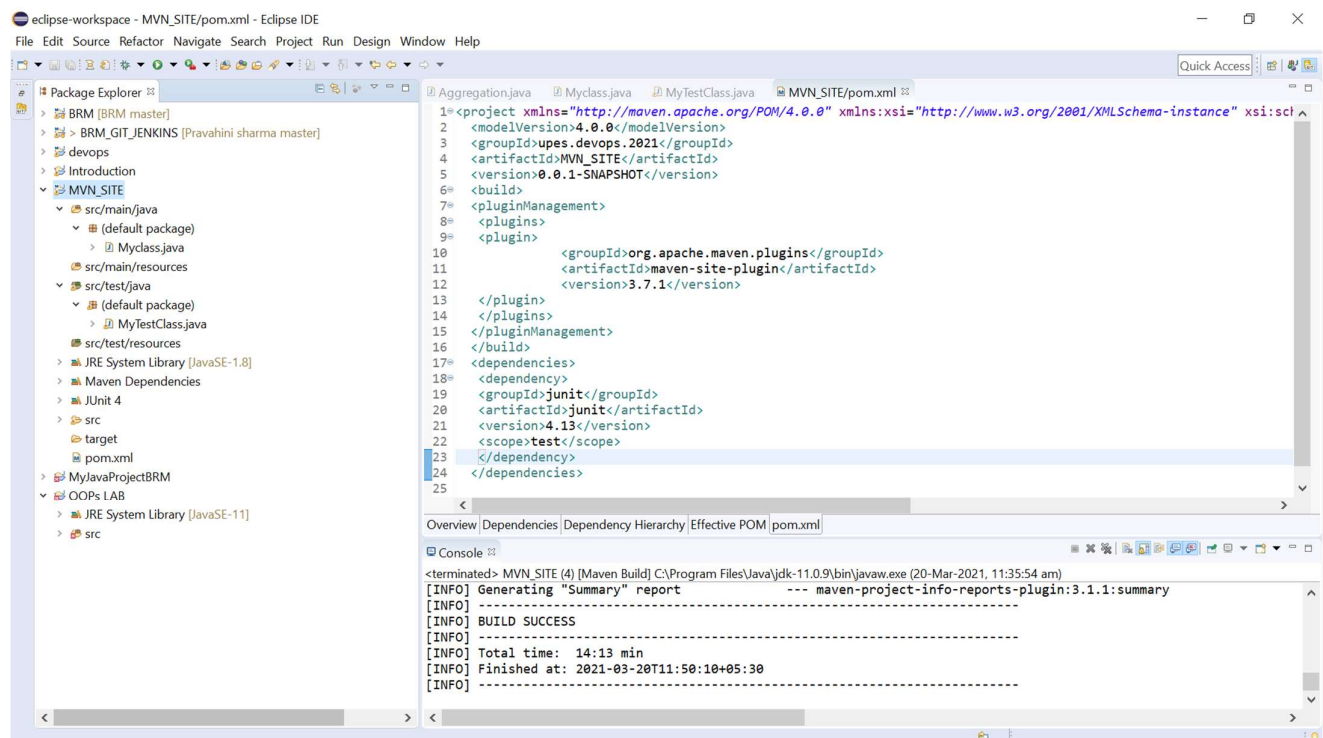 eclipse-workspace - MVN_SITE/pom.xml - Eclipse IDE
File Edit Source Refactor Navigate Search Project Run Design Window Help
Quick Access
Package Explorer
BRM [BRM master]
> BRM_GIT_JENKINS [Pravahini sharma master]
devops
Introduction
MVN_SITE
src/main/java
(default package)
Myclass.java
src/main/resources
src/test/java
(default package)
MyTestClass.java
src/test/resources
JRE System Library [JavaSE-1.8]
Maven Dependencies
JUnit 4
src
target
pom.xml
MyJavaProjectBRM
OOPs LAB
JRE System Library [JavaSE-11]
src
Aggregation.java Myclass.java MyTestClass.java MVN_SITE/pom.xml
1 <project xmlns="http://maven.apache.org/POM/4.0.0" xmlns:xsi="http://www.w3.org/2001/XMLSchema-instance" xsi:sch
2 <modelVersion>4.0.0</modelVersion>
3 <groupId>upes.devops.2021</groupId>
4 <artifactId>MVN_SITE</artifactId>
5 <version>0.0.1-SNAPSHOT</version>
6 <build>
7 <pluginManagement>
8 <plugins>
9 <plugin>
10 <groupId>org.apache.maven.plugins</groupId>
11 <artifactId>maven-site-plugin</artifactId>
12 <version>3.7.1</version>
13 </plugin>
14 </plugins>
15 </pluginManagement>
16 </build>
17 <dependencies>
18 <dependency>
19 <groupId>junit</groupId>
20 <artifactId>junit</artifactId>
21 <version>4.13</version>
22 <scope>test</scope>
23 </dependency>
24 </dependencies>
25
Overview Dependencies Dependency Hierarchy Effective POM pom.xml
Console
<terminated> MVN_SITE (4) [Maven Build] C:\Program Files\Java\jdk-11.0.9\bin\javaw.exe (20-Mar-2021, 11:35:54 am)
[INFO] Generating "Summary" report --- maven-project-info-reports-plugin:3.1.1:summary
[INFO] ------------------------------------------------------------------------
[INFO] BUILD SUCCESS
[INFO] ------------------------------------------------------------------------
[INFO] Total time: 14:13 min
[INFO] Finished at: 2021-03-20T11:50:10+05:30
[INFO] ------------------------------------------------------------------------